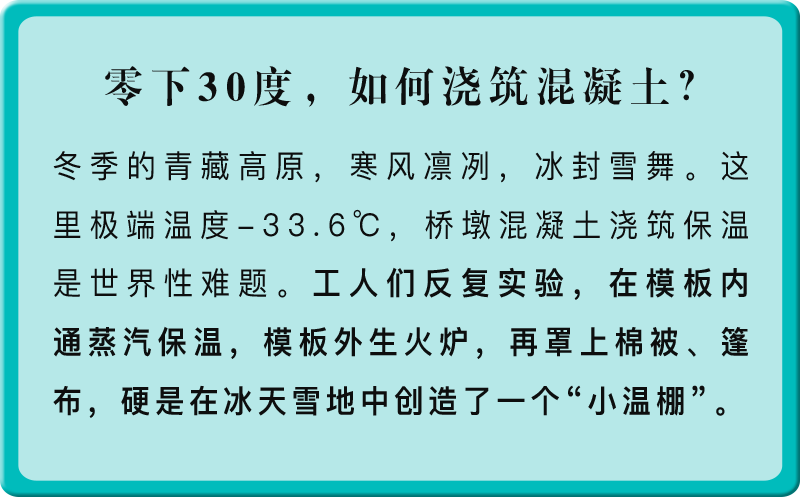 零下30度，如何浇筑混凝土？
冬季的青藏高原，寒风凛冽，冰封雪舞。这
里极端温度-33.6℃，桥墩混凝土浇筑保温
是世界性难题。工人们反复实验，在模板内
通蒸汽保温，模板外生火炉，再罩上棉被、篷
布，硬是在冰天雪地中创造了一个“小温棚”。